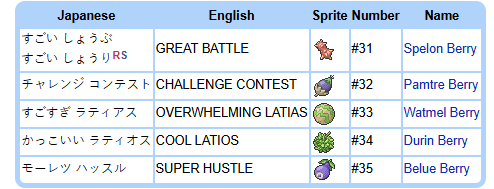 Japanese English Sprite Number Name
すごい しょうぶ
すごい しょうりRS GREAT BATTLE #31 Spelon Berry
チャレンジ コンテスト CHALLENGE CONTEST #32 Pamtre Berry
すごすぎ ラティアス OVERWHELMING LATIAS #33 Watmel Berry
かっこいい ラティオス COOL LATIOS #34 Durin Berry
モーレツ ハッスル SUPER HUSTLE #35 Belue Berry